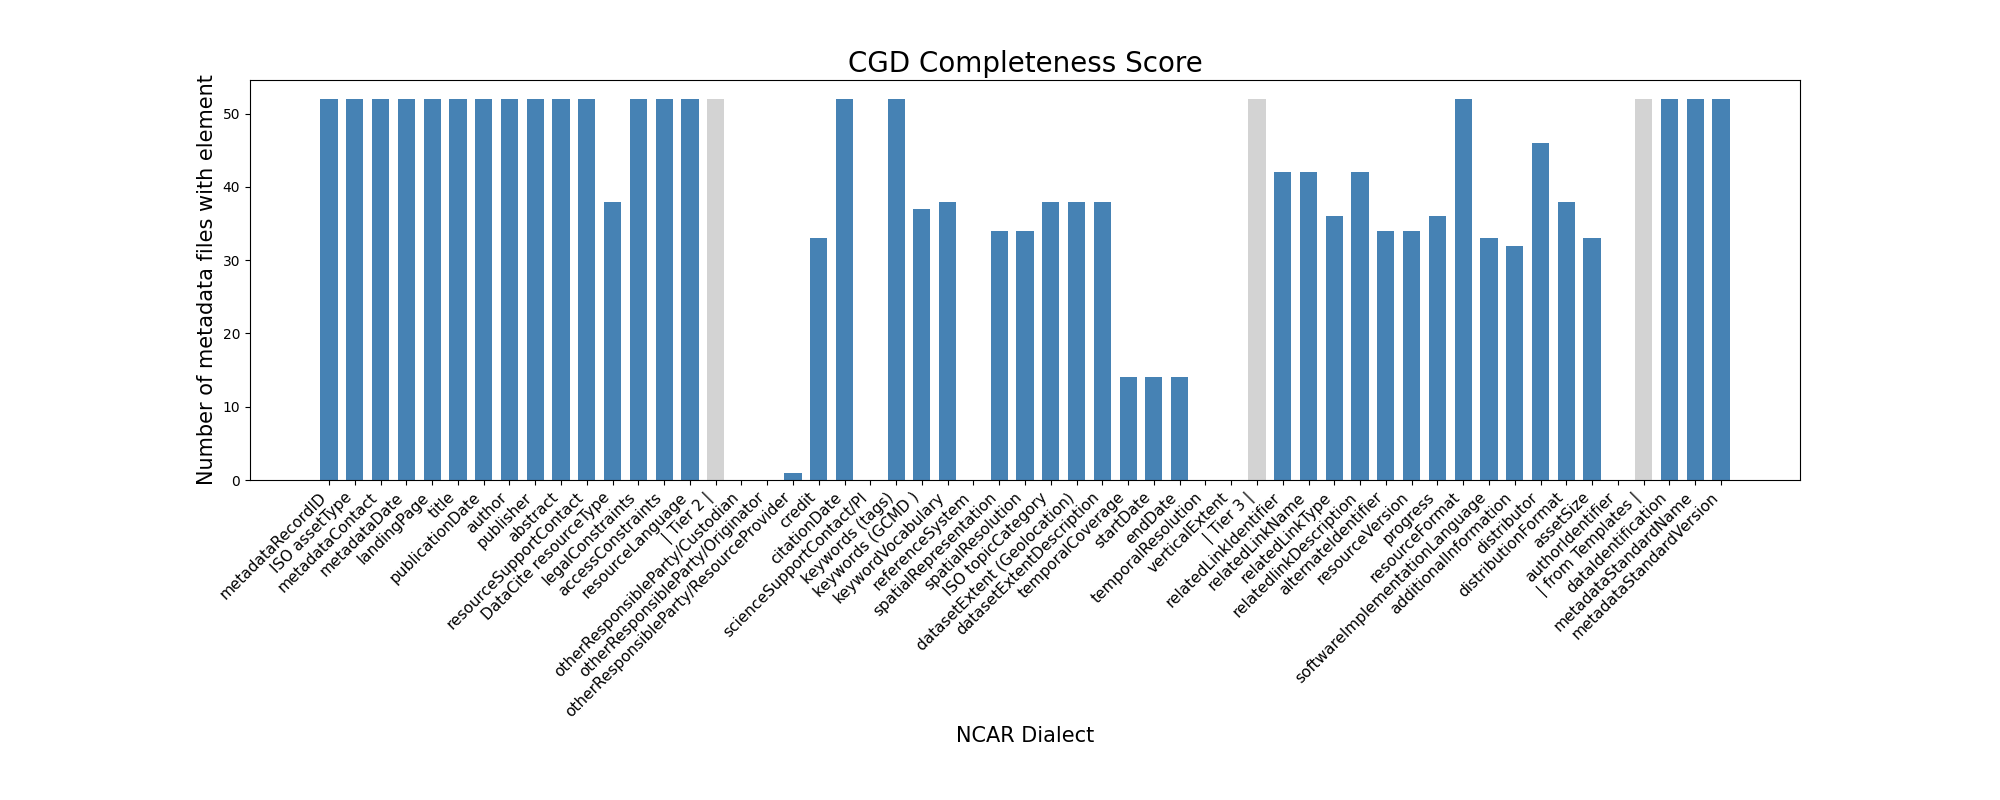 CGD Completeness Score
Number of metadata files with element
50
40
30
20
10
0
metadataRecordID
ISO assetType
metadataContact
metadataDate
landingPage
title
publicationDate
author
publisher
abstract
resourceSupportContact
DataCite resourceType
legalConstraints
accessConstraints
resourceLanguage
| Tier 2 |
otherResponsibleParty/Custodian
otherResponsibleParty/Originator
otherResponsibleParty/ResourceProvider
credit
citationDate
scienceSupportContact/PI
keywords (tags)
keywords (GCMD )
keywordVocabulary
referenceSystem
spatialRepresentation
spatialResolution
ISO topicCategory
datasetExtent (Geolocation)
datasetExtentDescription
temporalCoverage
startDate
endDate
temporalResolution
verticalExtent
| Tier 3 |
relatedLinkIdentifier
relatedLinkName
relatedLinkType
relatedlinkDescription
alternateIdentifier
resourceVersion
progress
resourceFormat
softwareImplementationLanguage
additionalInformation
distributor
distributionFormat
assetSize
authorIdentifier
| from Templates |
dataIdentification
metadataStandardName
metadataStandardVersion
NCAR Dialect